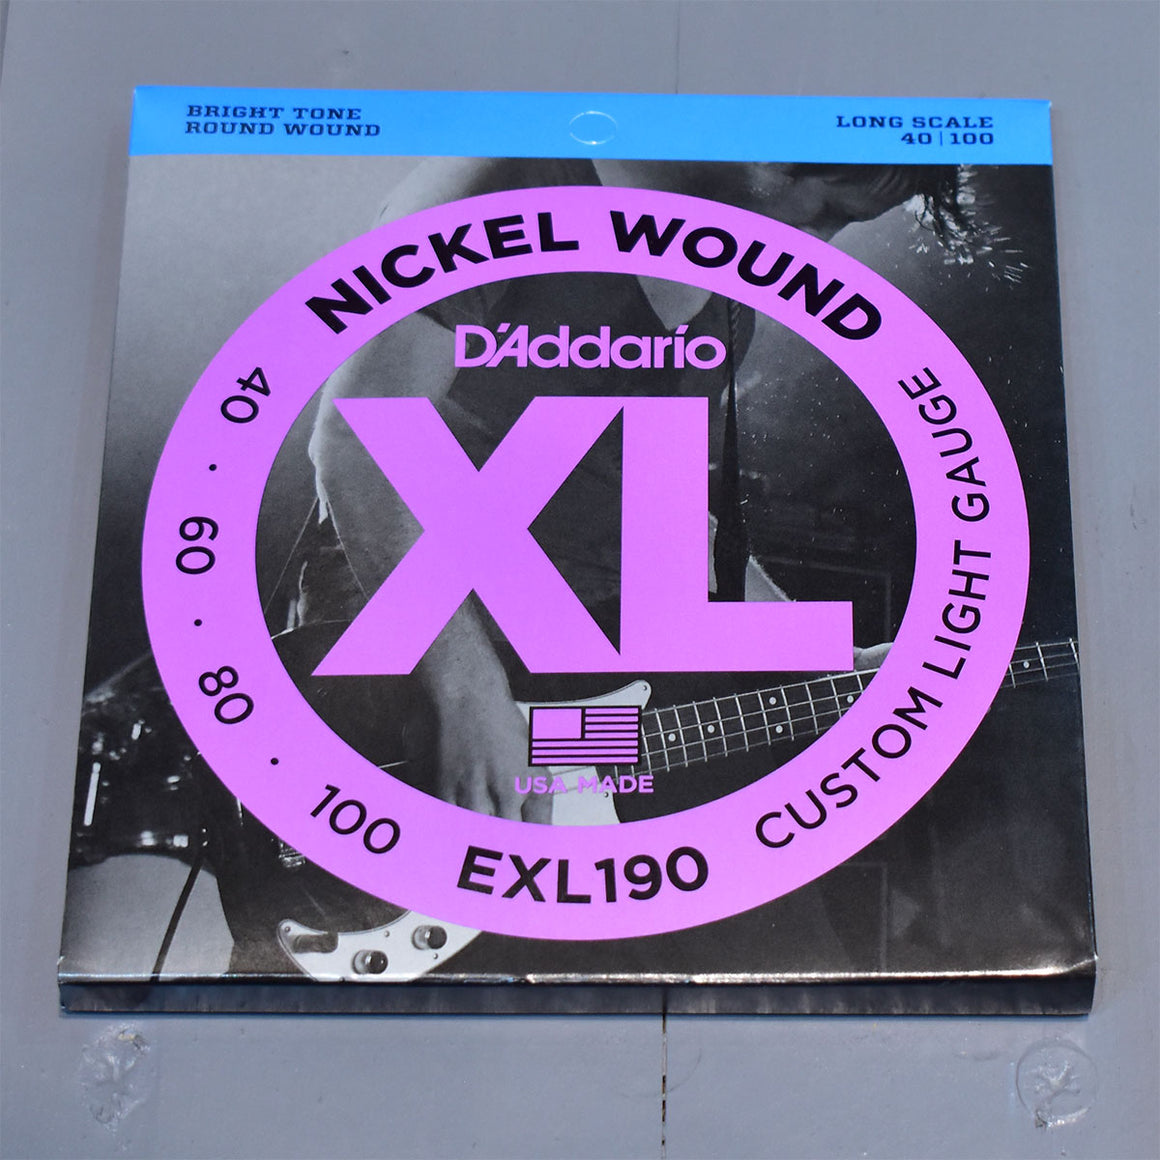 BRIGHT TONE
ROUND WOUND
LONG SCALE
40 | 100
NICKEL WOUND
D'Addario
XL
40 · 60 · 80 · 100
EXL190
CUSTOM LIGHT GAUGE
USA MADE